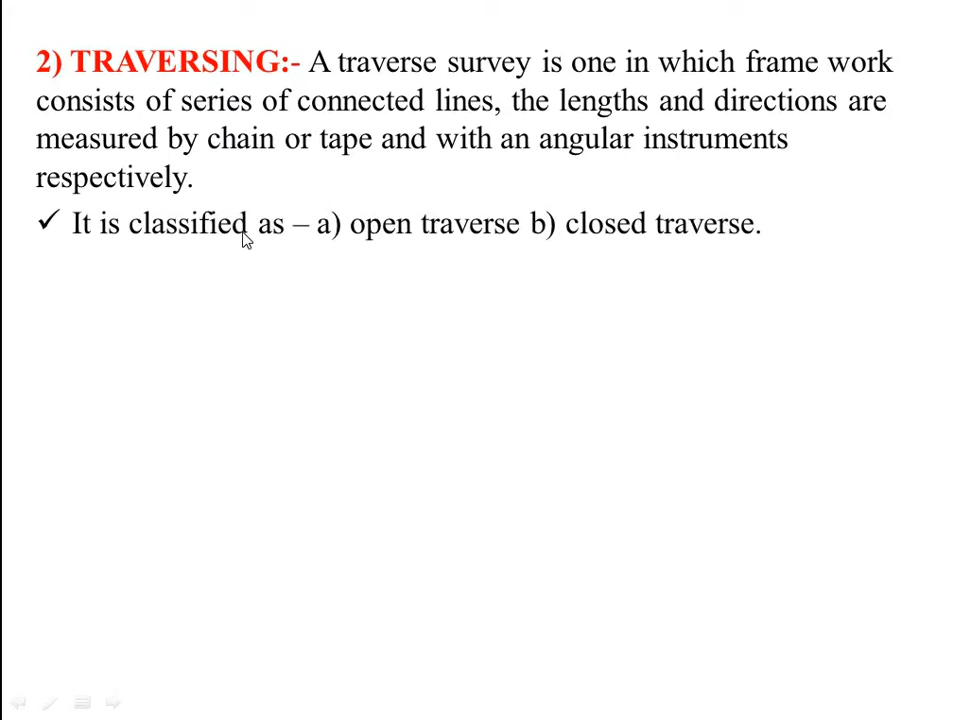 2) TRAVERSING:- A traverse survey is one in which frame work
consists of series of connected lines, the lengths and directions are
measured by chain or tape and with an angular instruments
respectively.
✓ It is classified as – a) open traverse b) closed traverse.